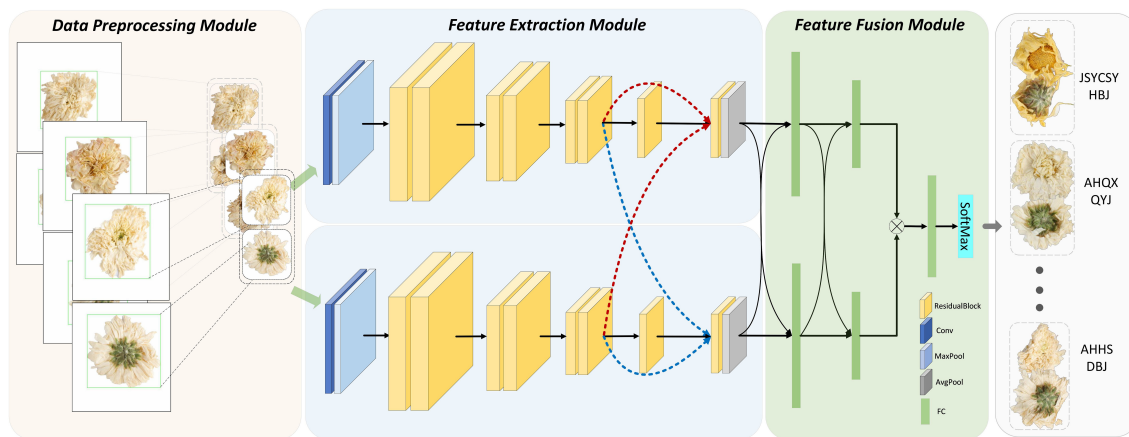 Data Preprocessing Module
Feature Extraction Module
Feature Fusion Module
JSYCSY
HBJ
AHQX
QYJ
SoftMax
ResidualBlock
Conv
MaxPool
AvgPool
FC
AHHS
DBJ